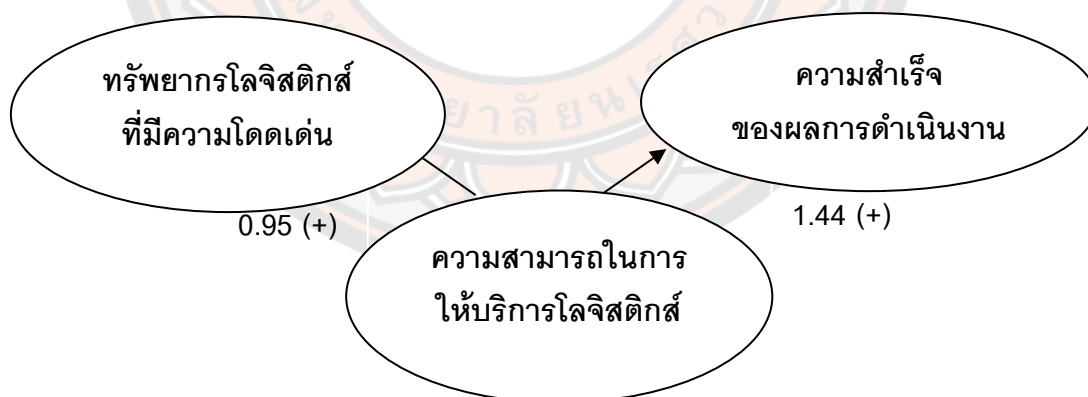 ทรัพยากรโลจิสติกส์
ที่มีความโดดเด่น
ความสำเร็จ
ของผลการดำเนินงาน
0.95 (+)
1.44 (+)
ความสามารถในการ
ให้บริการโลจิสติกส์